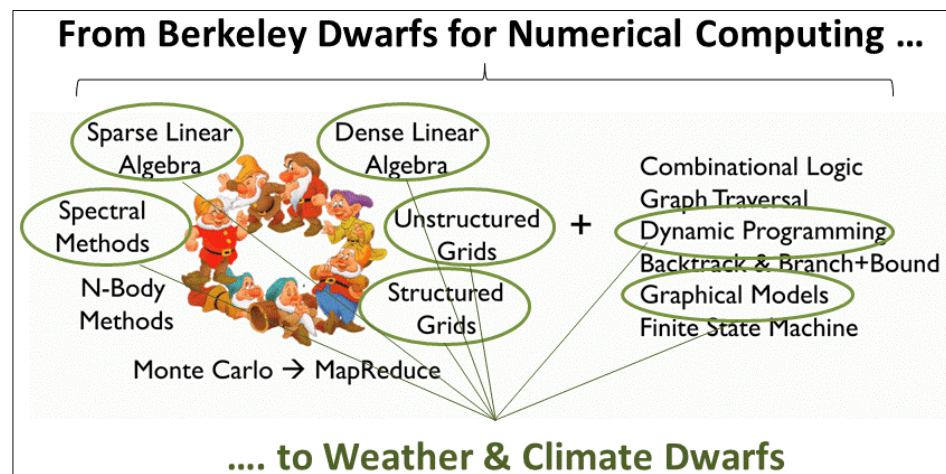 From Berkeley Dwarfs for Numerical Computing ...
Sparse Linear
Algebra
Dense Linear
Algebra
Spectral
Methods
Unstructured
Grids
N-Body
Methods
Structured
Grids
Monte Carlo → MapReduce
+
Combinational Logic
Graph Traversal
Dynamic Programming
Backtrack & Branch+Bound
Graphical Models
Finite State Machine
.... to Weather & Climate Dwarfs